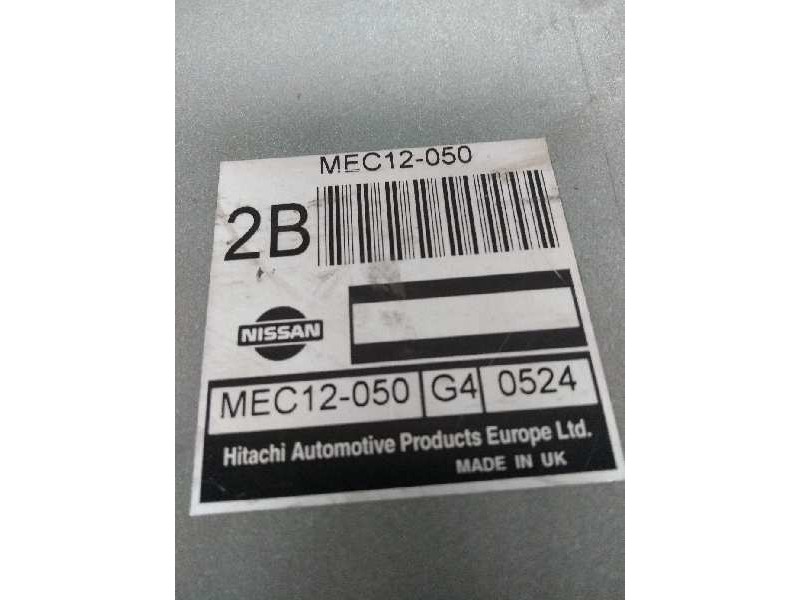 MEC12-050
2B
NISSAN
MEC12-050 G4 0524
Hitachi Automotive Products Europe Ltd.
MADE IN UK